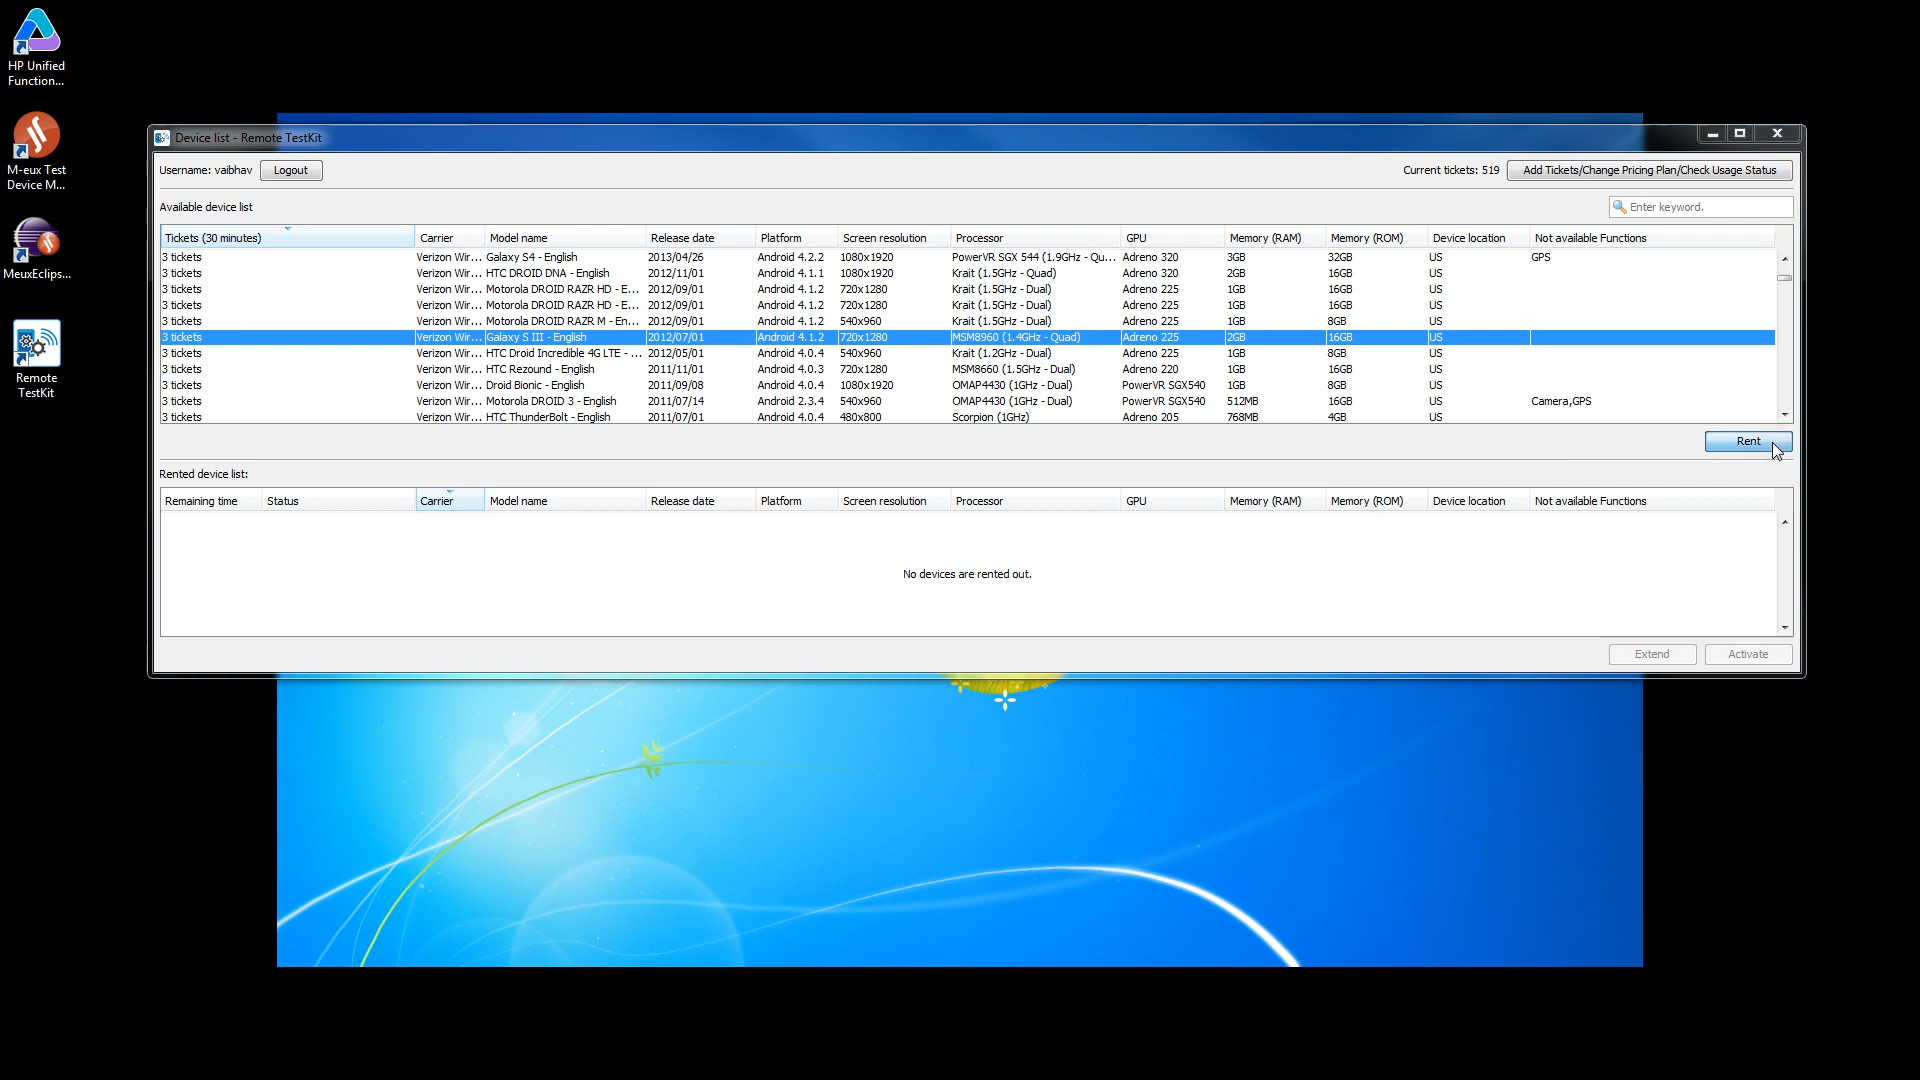 HP Unified
Function...
M-eux Test
Device M...
MeuxEclips...
Remote
TestKit
Device list - Remote TestKit
Username: vaibhav Logout Current tickets: 519 Add Tickets/Change Pricing Plan/Check Usage Status
Available device list Enter keyword.
Tickets (30 minutes) Carrier Model name Release date Platform Screen resolution Processor GPU Memory (RAM) Memory (ROM) Device location Not available Functions
3 tickets Verizon Wir... Galaxy S4 - English 2013/04/26 Android 4.2.2 1080x1920 PowerVR SGX 544 (1.9GHz - Qu... Adreno 320 3GB 32GB US GPS
3 tickets Verizon Wir... HTC DROID DNA - English 2012/11/01 Android 4.1.1 1080x1920 Krait (1.5GHz - Quad) Adreno 320 2GB 16GB US
3 tickets Verizon Wir... Motorola DROID RAZR HD - E... 2012/09/01 Android 4.1.2 720x1280 Krait (1.5GHz - Dual) Adreno 225 1GB 16GB US
3 tickets Verizon Wir... Motorola DROID RAZR HD - E... 2012/09/01 Android 4.1.2 720x1280 Krait (1.5GHz - Dual) Adreno 225 1GB 16GB US
3 tickets Verizon Wir... Motorola DROID RAZR M - En... 2012/09/01 Android 4.1.2 540x960 Krait (1.5GHz - Dual) Adreno 225 1GB 8GB US
3 tickets Verizon Wir... Galaxy S III - English 2012/07/01 Android 4.1.2 720x1280 MSM8960 (1.4GHz - Quad) Adreno 225 2GB 16GB US
3 tickets Verizon Wir... HTC Droid Incredible 4G LTE - ... 2012/05/01 Android 4.0.4 540x960 Krait (1.2GHz - Dual) Adreno 225 1GB 8GB US
3 tickets Verizon Wir... HTC Rezound - English 2011/11/01 Android 4.0.3 720x1280 MSM8660 (1.5GHz - Dual) Adreno 220 1GB 16GB US
3 tickets Verizon Wir... Droid Bionic - English 2011/09/08 Android 4.0.4 1080x1920 OMAP4430 (1GHz - Dual) PowerVR SGX540 1GB 8GB US
3 tickets Verizon Wir... Motorola DROID 3 - English 2011/07/14 Android 2.3.4 540x960 OMAP4430 (1GHz - Dual) PowerVR SGX540 512MB 16GB US Camera,GPS
3 tickets Verizon Wir... HTC ThunderBolt - English 2011/07/01 Android 4.0.4 480x800 Scorpion (1GHz) Adreno 205 768MB 4GB US
Rent
Rented device list:
Remaining time Status Carrier Model name Release date Platform Screen resolution Processor GPU Memory (RAM) Memory (ROM) Device location Not available Functions
No devices are rented out.
Extend Activate